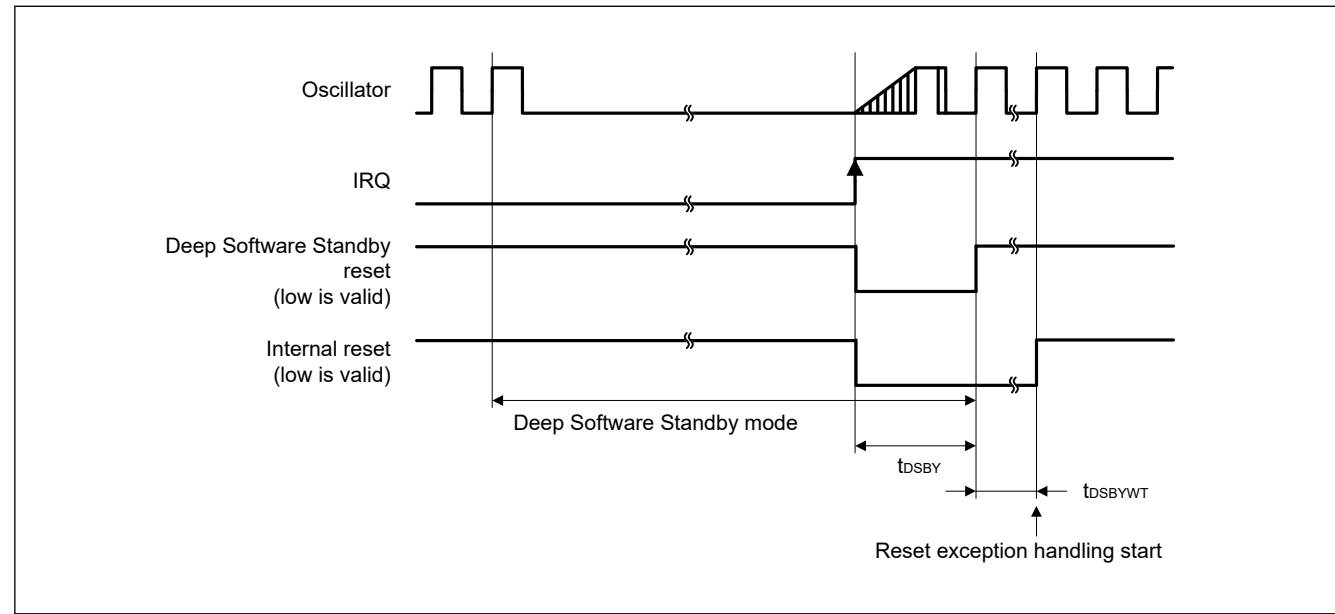 Oscillator
IRQ
Deep Software Standby
reset
(low is valid)
Internal reset
(low is valid)
Deep Software Standby mode
tDSBY
tDSBYWT
Reset exception handling start